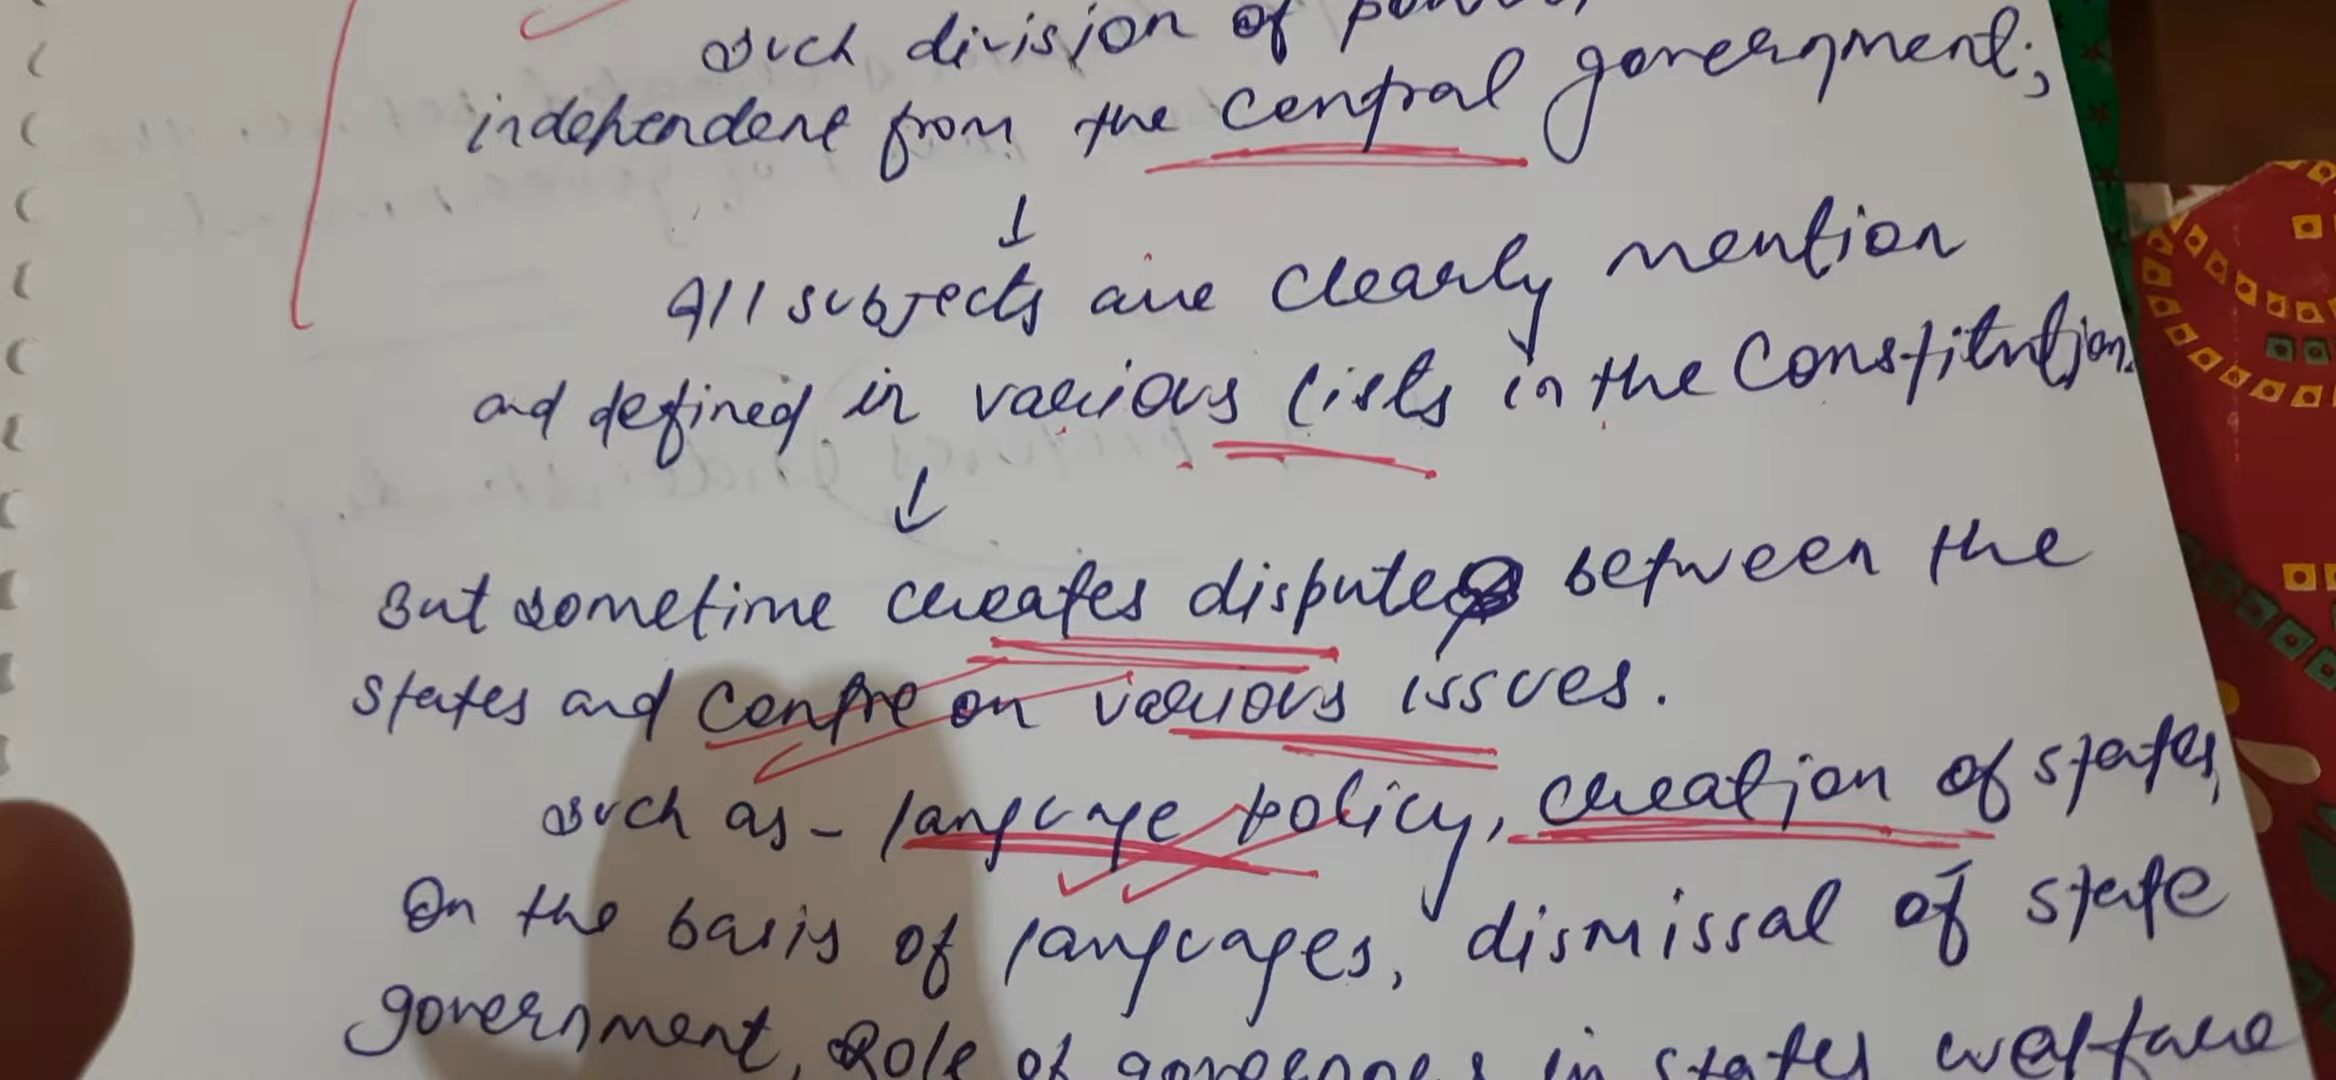 such division of power,
independent from the central government;
↓
All subjects are clearly mention
and defined in various lists in the constitution.
↓
But sometime creates disputes between the
states and centre on various issues.
such as - language policy, creation of states,
On the basis of languages, dismissal of state
government, Role of governors in states welfare